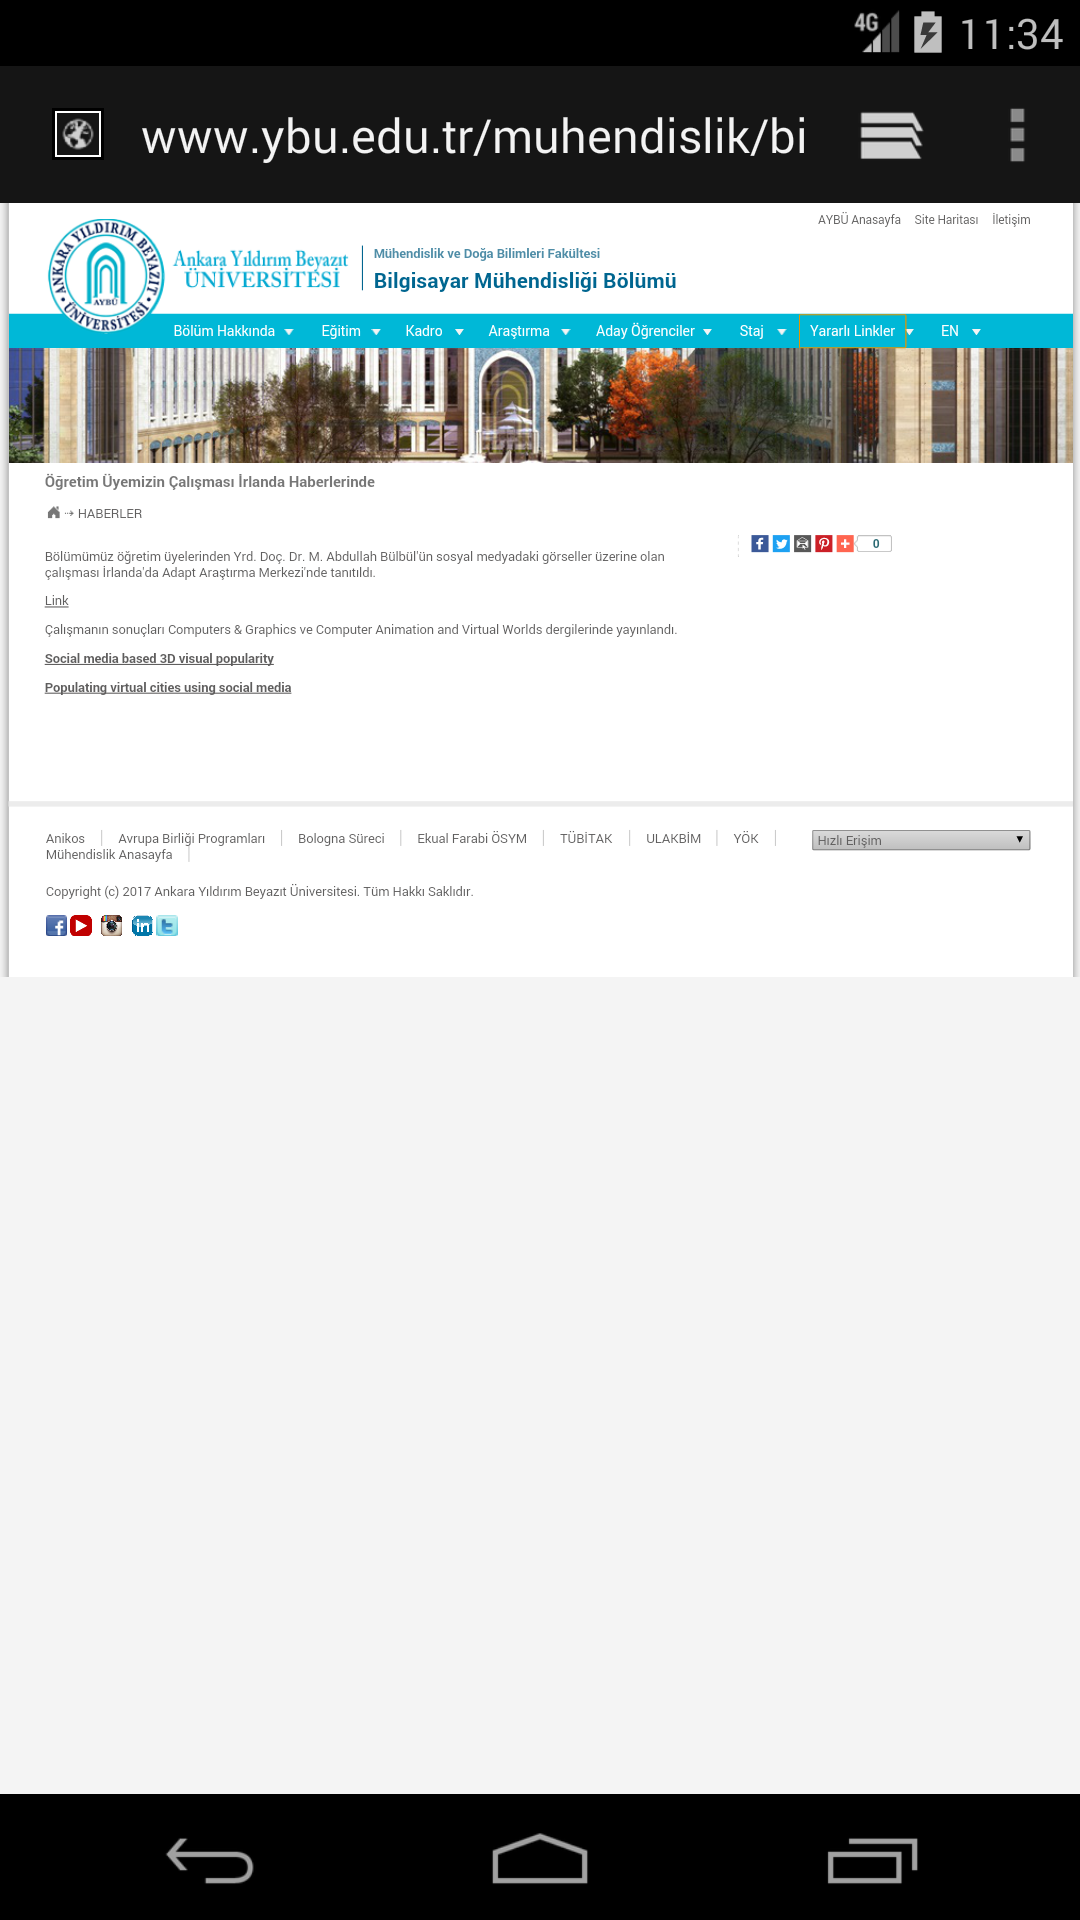 4G 11:34
www.ybu.edu.tr/muhendislik/bi
AYBÜ Anasayfa Site Haritası İletişim
ANKARA YILDIRIM BEYAZIT ÜNİVERSİTESİ
AYBÜ
Ankara Yıldırım Beyazıt
ÜNİVERSİTESİ
Mühendislik ve Doğa Bilimleri Fakültesi
Bilgisayar Mühendisliği Bölümü
Bölüm Hakkında Eğitim Kadro Araştırma Aday Öğrenciler Staj Yararlı Linkler EN
Öğretim Üyemizin Çalışması İrlanda Haberlerinde
HABERLER
0
Bölümümüz öğretim üyelerinden Yrd. Doç. Dr. M. Abdullah Bülbül'ün sosyal medyadaki görseller üzerine olan
çalışması İrlanda'da Adapt Araştırma Merkezi'nde tanıtıldı.
Link
Çalışmanın sonuçları Computers & Graphics ve Computer Animation and Virtual Worlds dergilerinde yayınlandı.
Social media based 3D visual popularity
Populating virtual cities using social media
Anikos Avrupa Birliği Programları Bologna Süreci Ekual Farabi ÖSYM TÜBİTAK ULAKBİM YÖK
Hızlı Erişim
Mühendislik Anasayfa
Copyright (c) 2017 Ankara Yıldırım Beyazıt Üniversitesi. Tüm Hakkı Saklıdır.